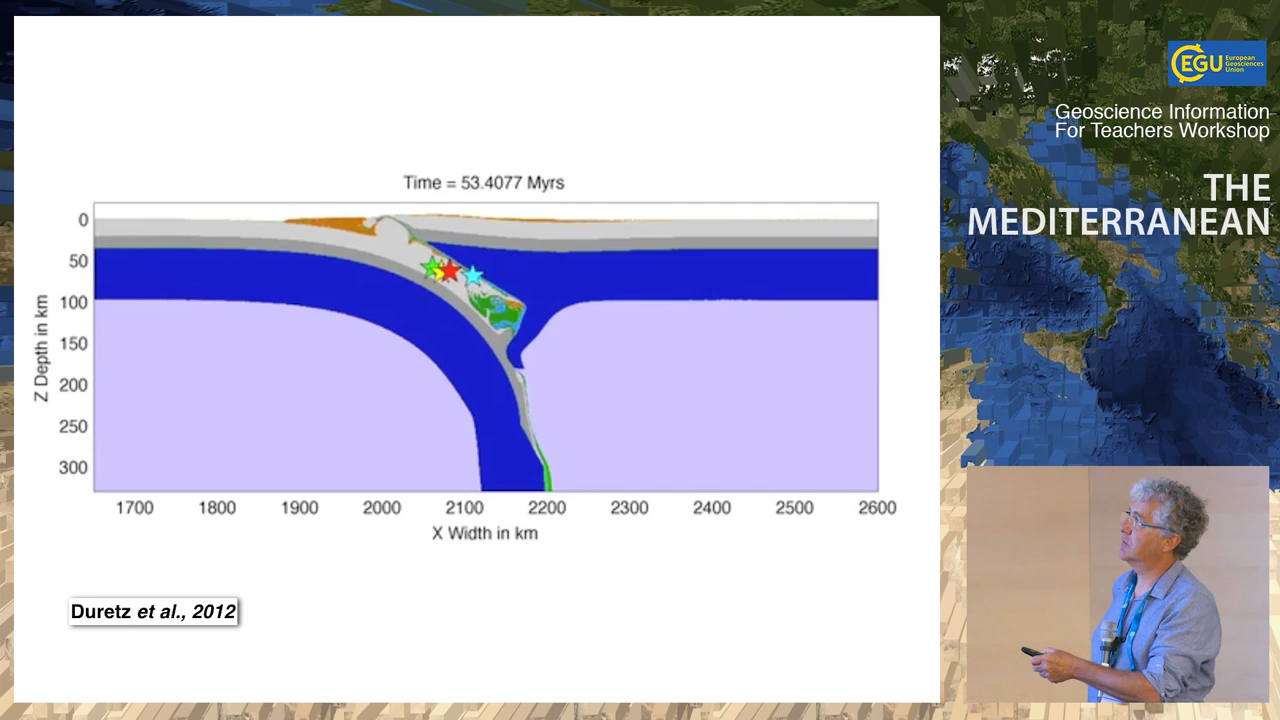 Time = 53.4077 Myrs
0
50
100
150
200
250
300
Z Depth in km
1700 1800 1900 2000 2100 2200 2300 2400 2500 2600
X Width in km
Duretz et al., 2012
EGU
European
Geosciences
Union
Geoscience Information
For Teachers Workshop
THE
MEDITERRANEAN